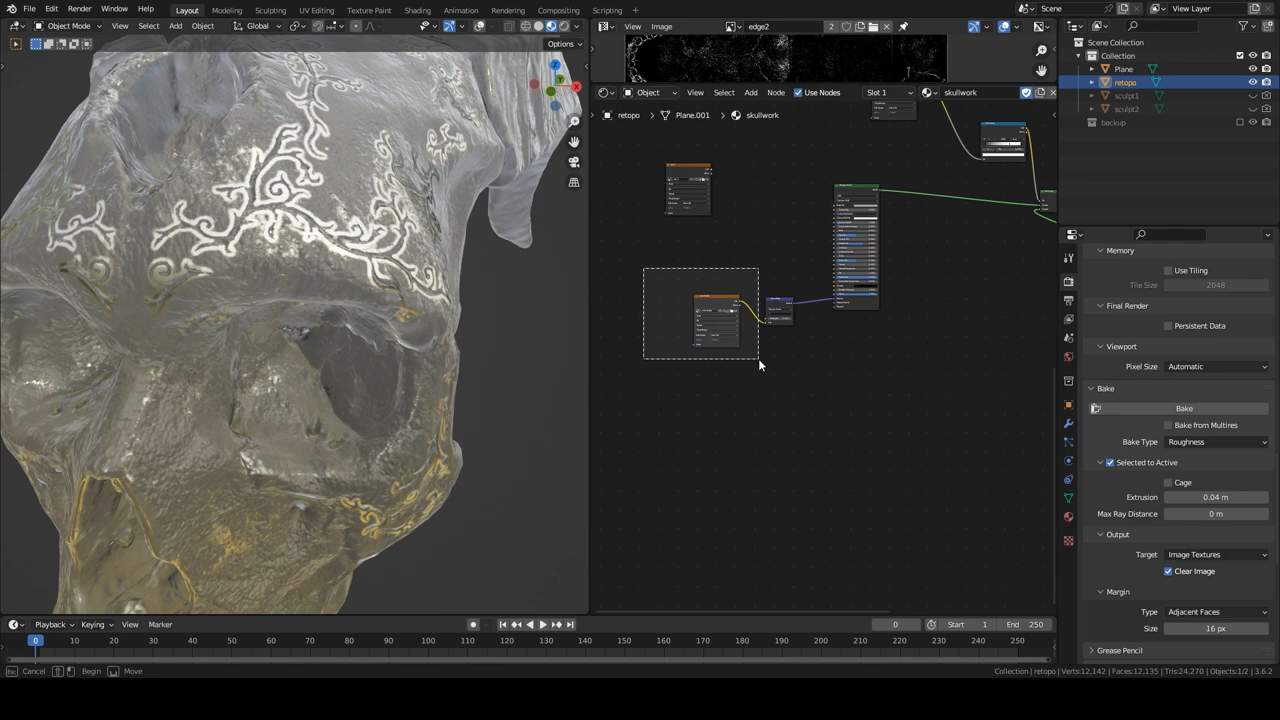 File Edit Render Window Help Layout Modeling Sculpting UV Editing Texture Paint Shading Animation Rendering Compositing Scripting + Scene View Layer
Object Mode View Select Add Object Global View Image edge2 2
Options
Scene Collection
Collection
Plane
retopo
sculpt1
sculpt2
backup
Object View Select Add Node Use Nodes Slot 1 skullwork
retopo Plane.001 skullwork
Z
Y
X
Memory
Use Tiling
Tile Size 2048
Final Render
Persistent Data
Viewport
Pixel Size Automatic
Bake
Bake
Bake from Multires
Bake Type Roughness
Selected to Active
Cage
Extrusion 0.04 m
Max Ray Distance 0 m
Output
Target Image Textures
Clear Image
Margin
Type Adjacent Faces
Size 16 px
Grease Pencil
Playback Keying View Marker 0 Start 1 End 250
0 10 20 30 40 50 60 70 80 90 100 110 120 130 140 150 160 170 180 190 200 210 220 230 240 250
Esc Cancel Begin Move Collection | retopo | Verts:12,142 | Faces:12,135 | Tris:24,270 | Objects:1/2 | 3.6.2